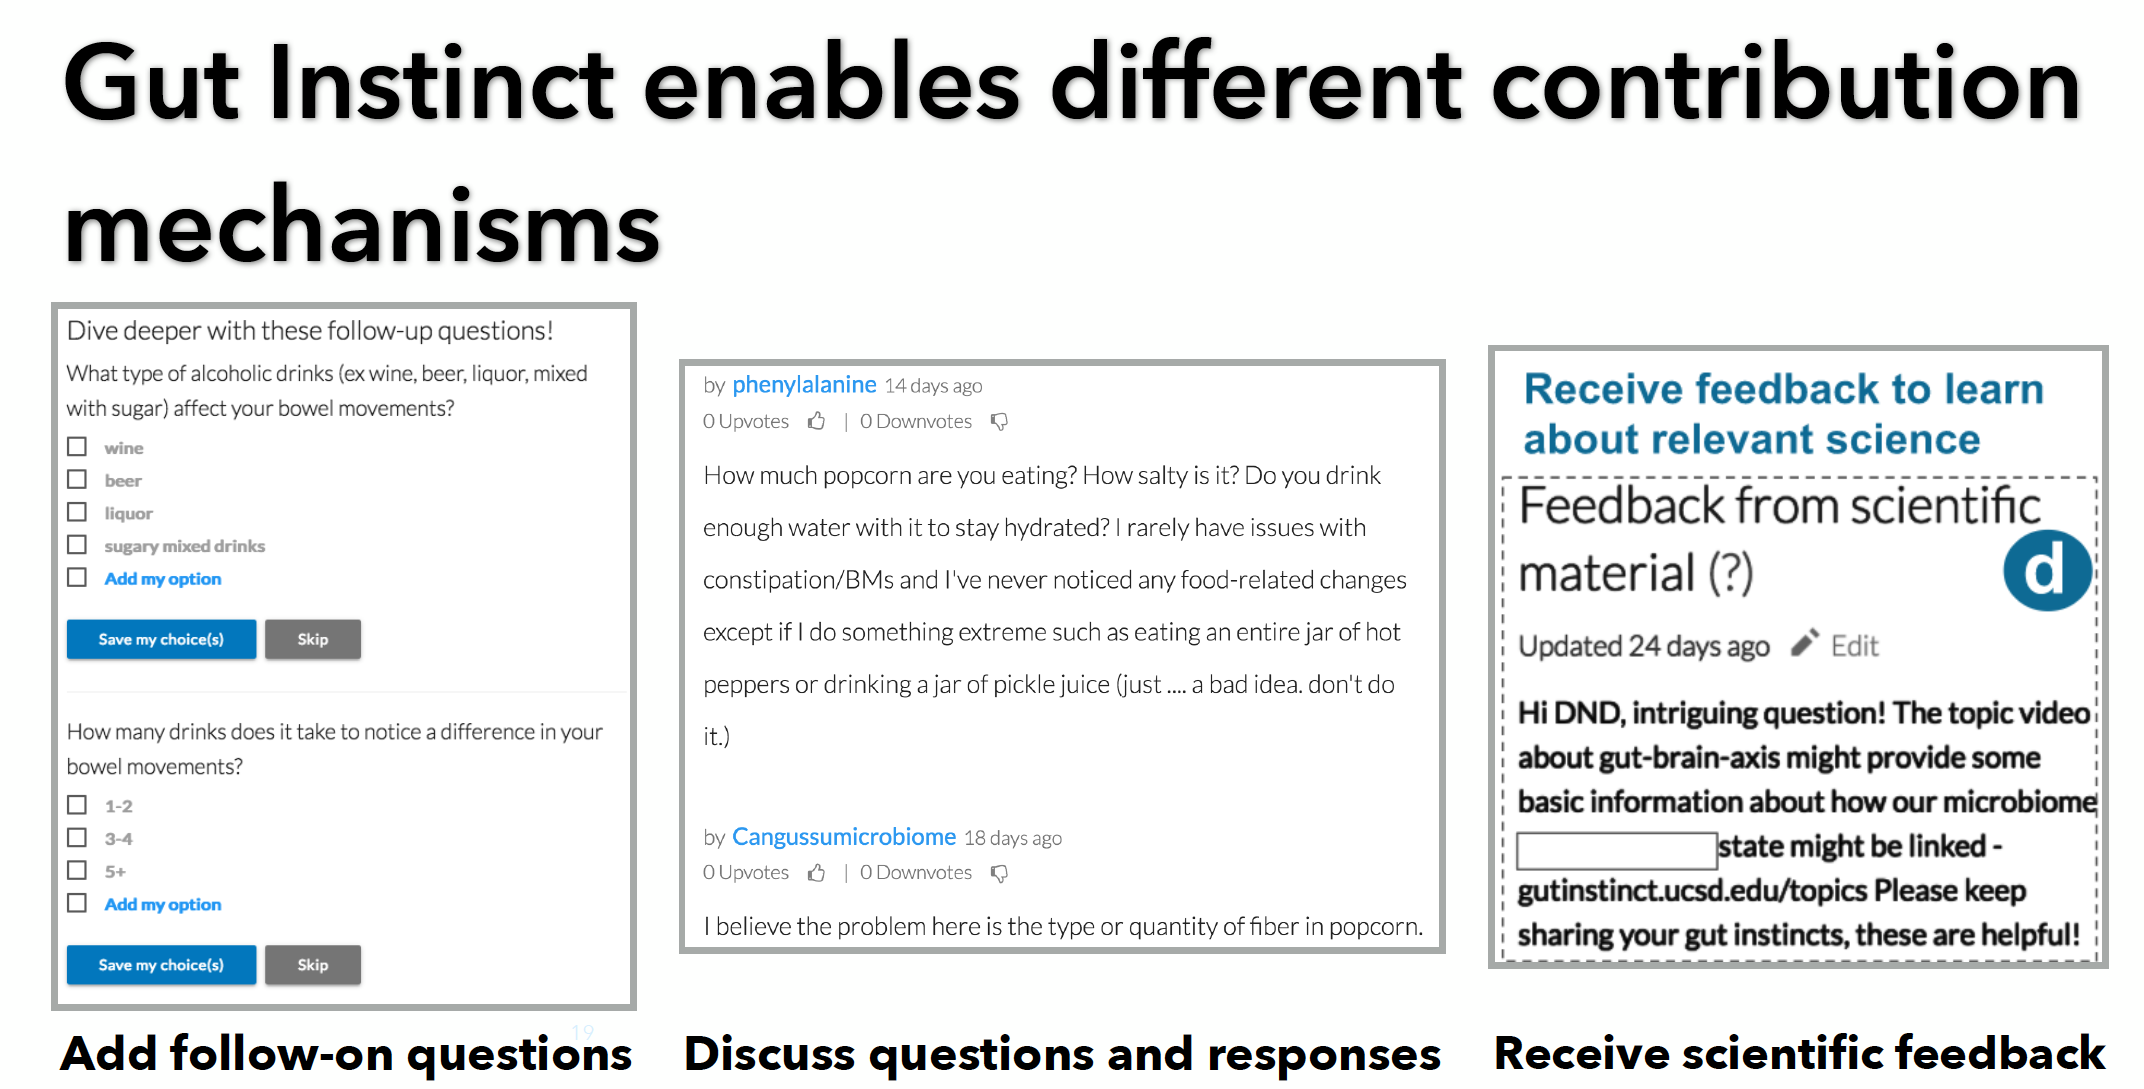 Gut Instinct enables different contribution
mechanisms
Dive deeper with these follow-up questions!
What type of alcoholic drinks (ex wine, beer, liquor, mixed
with sugar) affect your bowel movements?
wine
beer
liquor
sugary mixed drinks
Add my option
Save my choice(s) Skip
How many drinks does it take to notice a difference in your
bowel movements?
1-2
3-4
5+
Add my option
Save my choice(s) Skip
Add follow-on questions
19
by phenylalanine 14 days ago
0 Upvotes | 0 Downvotes
How much popcorn are you eating? How salty is it? Do you drink
enough water with it to stay hydrated? I rarely have issues with
constipation/BMs and I've never noticed any food-related changes
except if I do something extreme such as eating an entire jar of hot
peppers or drinking a jar of pickle juice (just .... a bad idea. don't do
it.)
by Cangussumicrobiome 18 days ago
0 Upvotes | 0 Downvotes
I believe the problem here is the type or quantity of fiber in popcorn.
Discuss questions and responses
Receive feedback to learn
about relevant science
Feedback from scientific
material (?)
d
Updated 24 days ago Edit
Hi DND, intriguing question! The topic video
about gut-brain-axis might provide some
basic information about how our microbiome
state might be linked -
gutinstinct.ucsd.edu/topics Please keep
sharing your gut instincts, these are helpful!
Receive scientific feedback